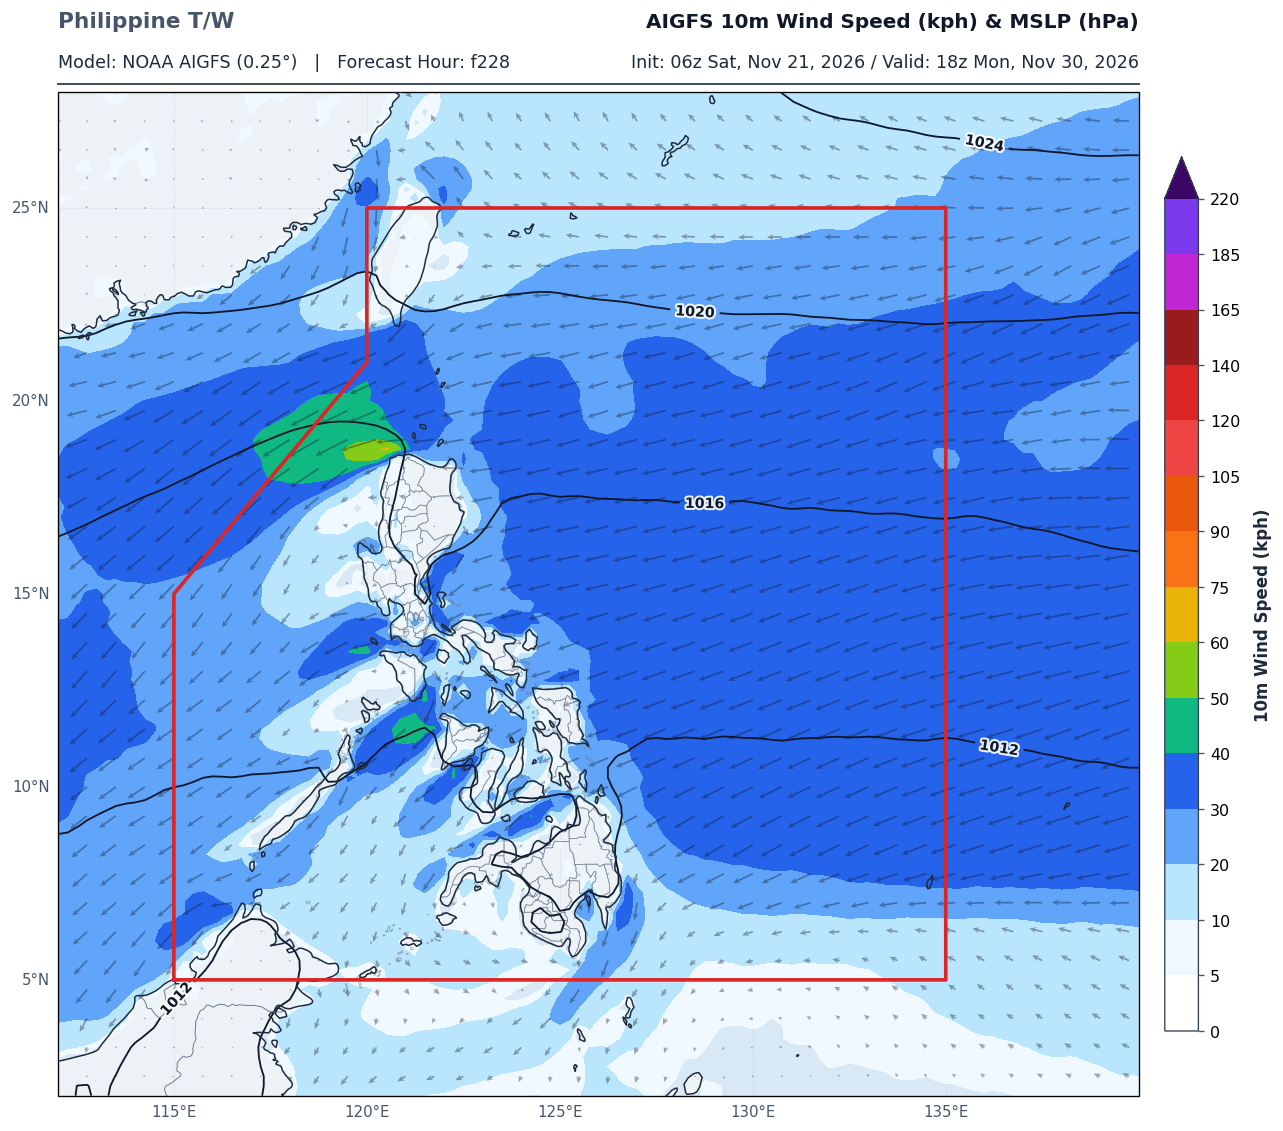 Philippine T/W
AIGFS 10m Wind Speed (kph) & MSLP (hPa)
Model: NOAA AIGFS (0.25°) | Forecast Hour: f228
Init: 06z Sat, Nov 21, 2026 / Valid: 18z Mon, Nov 30, 2026
1024
1020
1016
1012
1012
25°N
20°N
15°N
10°N
5°N
115°E
120°E
125°E
130°E
135°E
220
185
165
140
120
105
90
75
60
50
40
30
20
10
5
0
10m Wind Speed (kph)